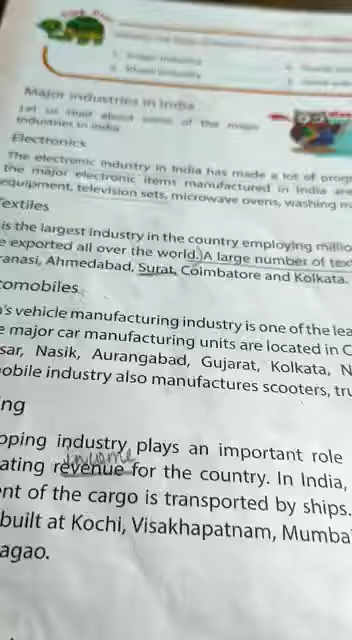 Major Industries in India
Let us read about some of the major
industries in India
Electronics
The electronic industry in India has made a lot of prog
the major electronic items manufactured in India are
equipment, television sets, microwave ovens, washing m
Textiles
is the largest industry in the country employing millio
e exported all over the world. A large number of tex
ranasi, Ahmedabad, Surat, Coimbatore and Kolkata.
tomobiles
's vehicle manufacturing industry is one of the lea
e major car manufacturing units are located in C
sar, Nasik, Aurangabad, Gujarat, Kolkata, N
obile industry also manufactures scooters, tru
ing
pping industry plays an important role
income
ating revenue for the country. In India,
nt of the cargo is transported by ships.
built at Kochi, Visakhapatnam, Mumba
agao.